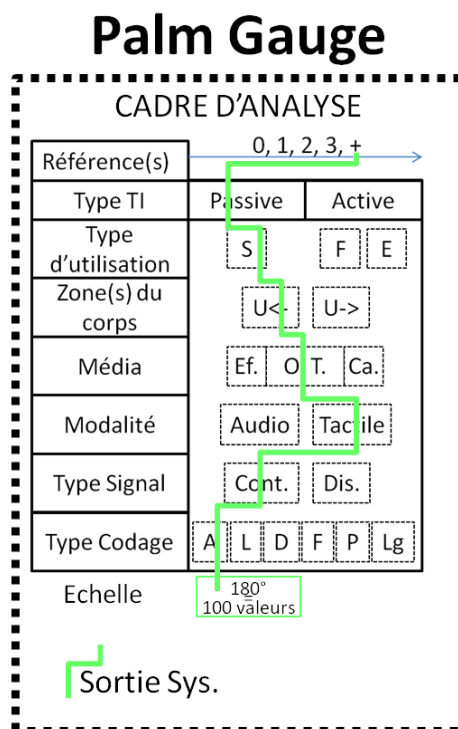 Palm Gauge
CADRE D'ANALYSE
Référence(s) 0, 1, 2, 3, +
Type TI Passive Active
Type
d'utilisation S F E
Zone(s) du
corps U<- U->
Média Ef. O T. Ca.
Modalité Audio Tactile
Type Signal Cont. Dis.
Type Codage A L D F P Lg
Echelle 180°
=
100 valeurs
Sortie Sys.